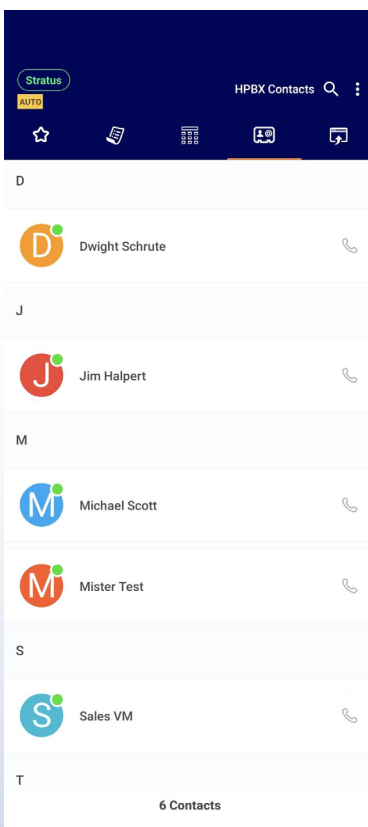 Stratus
AUTO
HPBX Contacts
D
D Dwight Schrute
J
J Jim Halpert
M
M Michael Scott
M Mister Test
S
S Sales VM
T
6 Contacts